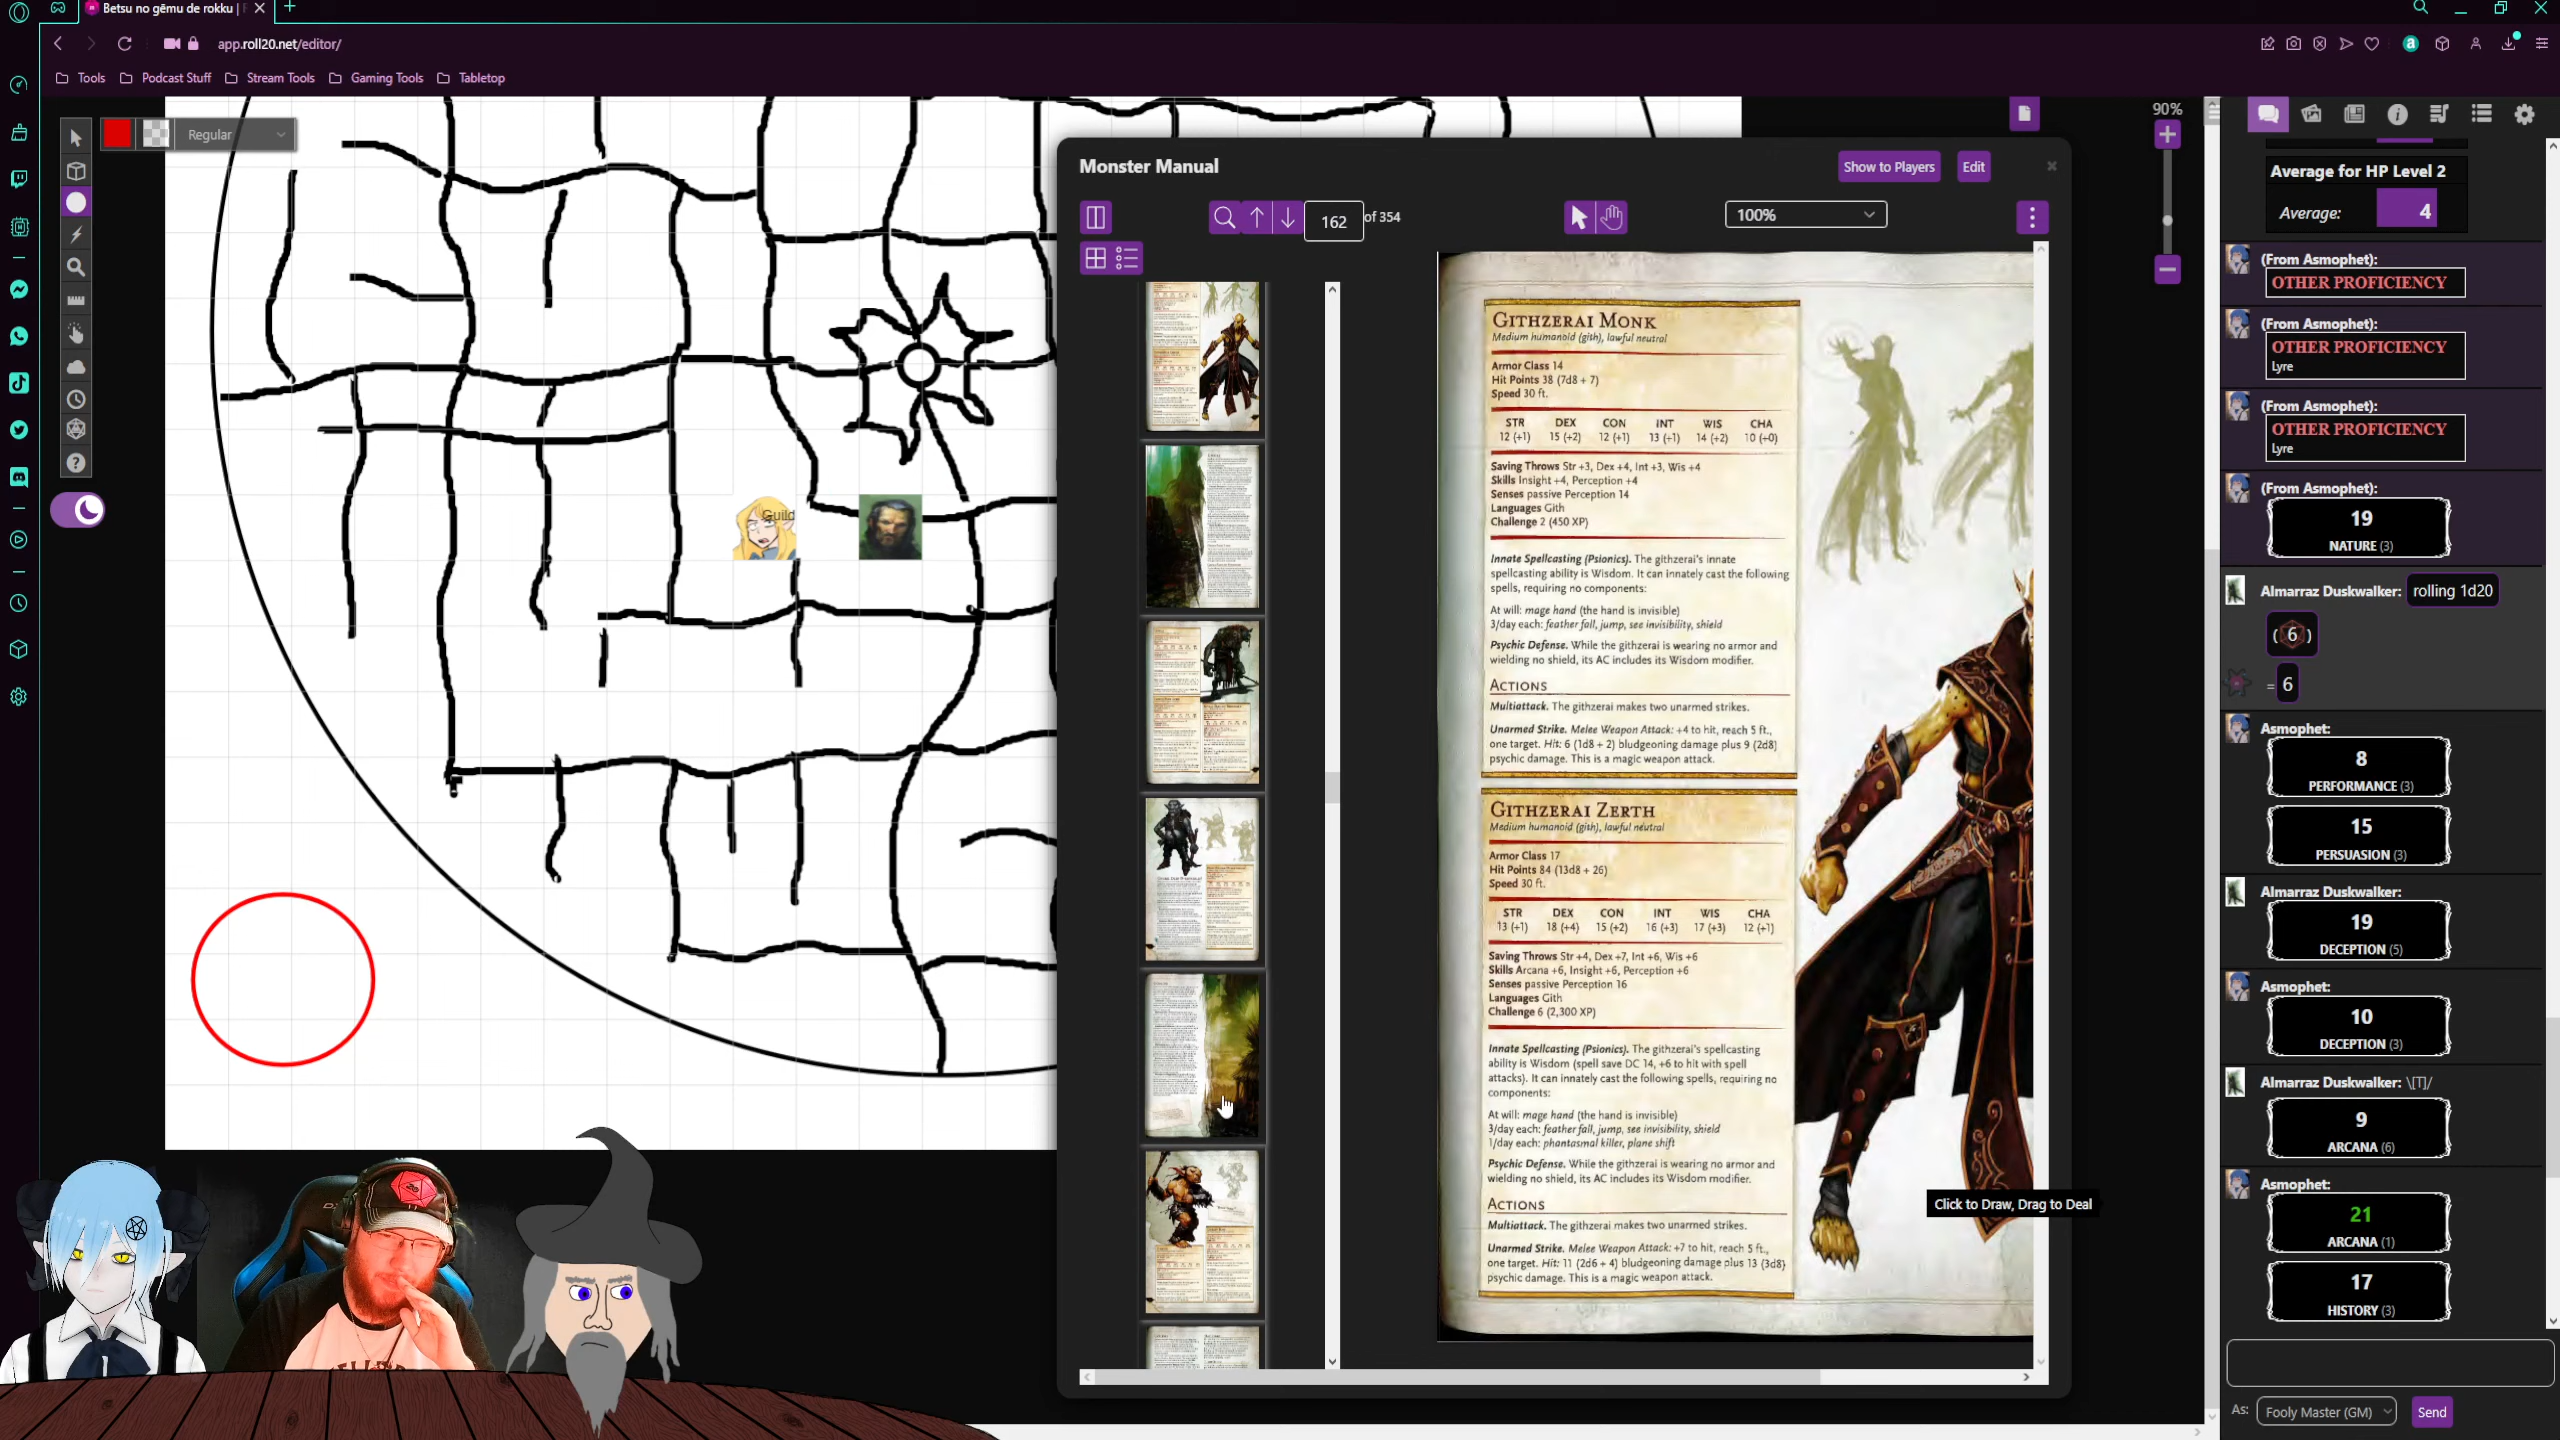 Betsu no gēmu de rokku |
app.roll20.net/editor/
Tools
Podcast Stuff
Stream Tools
Gaming Tools
Tabletop
Regular
Guild
90%
Monster Manual
Show to Players
Edit
162
of 354
100%
Githzerai Monk
Medium humanoid (gith), lawful neutral
Armor Class 14
Hit Points 38 (7d8 + 7)
Speed 30 ft.
STR DEX CON INT WIS CHA
12 (+1) 15 (+2) 12 (+1) 13 (+1) 14 (+2) 10 (+0)
Saving Throws Str +3, Dex +4, Int +3, Wis +4
Skills Insight +4, Perception +4
Senses passive Perception 14
Languages Gith
Challenge 2 (450 XP)
Innate Spellcasting (Psionics). The githzerai's innate
spellcasting ability is Wisdom. It can innately cast the following
spells, requiring no components:
At will: mage hand (the hand is invisible)
3/day each: feather fall, jump, see invisibility, shield
Psychic Defense. While the githzerai is wearing no armor and
wielding no shield, its AC includes its Wisdom modifier.
Actions
Multiattack. The githzerai makes two unarmed strikes.
Unarmed Strike. Melee Weapon Attack: +4 to hit, reach 5 ft.,
one target. Hit: 6 (1d8 + 2) bludgeoning damage plus 9 (2d8)
psychic damage. This is a magic weapon attack.
Githzerai Zerth
Medium humanoid (gith), lawful neutral
Armor Class 17
Hit Points 84 (13d8 + 26)
Speed 30 ft.
STR DEX CON INT WIS CHA
13 (+1) 18 (+4) 15 (+2) 16 (+3) 17 (+3) 12 (+1)
Saving Throws Str +4, Dex +7, Int +6, Wis +6
Skills Arcana +6, Insight +6, Perception +6
Senses passive Perception 16
Languages Gith
Challenge 6 (2,300 XP)
Innate Spellcasting (Psionics). The githzerai's spellcasting
ability is Wisdom (spell save DC 14, +6 to hit with spell
attacks). It can innately cast the following spells, requiring no
components:
At will: mage hand (the hand is invisible)
3/day each: feather fall, jump, see invisibility, shield
1/day each: phantasmal killer, plane shift
Psychic Defense. While the githzerai is wearing no armor and
wielding no shield, its AC includes its Wisdom modifier.
Actions
Multiattack. The githzerai makes two unarmed strikes.
Unarmed Strike. Melee Weapon Attack: +7 to hit, reach 5 ft.,
one target. Hit: 11 (2d6 + 4) bludgeoning damage plus 13 (3d8)
psychic damage. This is a magic weapon attack.
Click to Draw, Drag to Deal
Average for HP Level 2
Average: 4
(From Asmophet):
OTHER PROFICIENCY
(From Asmophet):
OTHER PROFICIENCY
Lyre
(From Asmophet):
OTHER PROFICIENCY
Lyre
(From Asmophet):
19
NATURE (3)
Almarraz Duskwalker: rolling 1d20
(6)
=6
Asmophet:
8
PERFORMANCE (3)
15
PERSUASION (3)
Almarraz Duskwalker:
19
DECEPTION (5)
Asmophet:
10
DECEPTION (3)
Almarraz Duskwalker: \[T]/
9
ARCANA (6)
Asmophet:
21
ARCANA (1)
17
HISTORY (3)
As: Fooly Master (GM)
Send